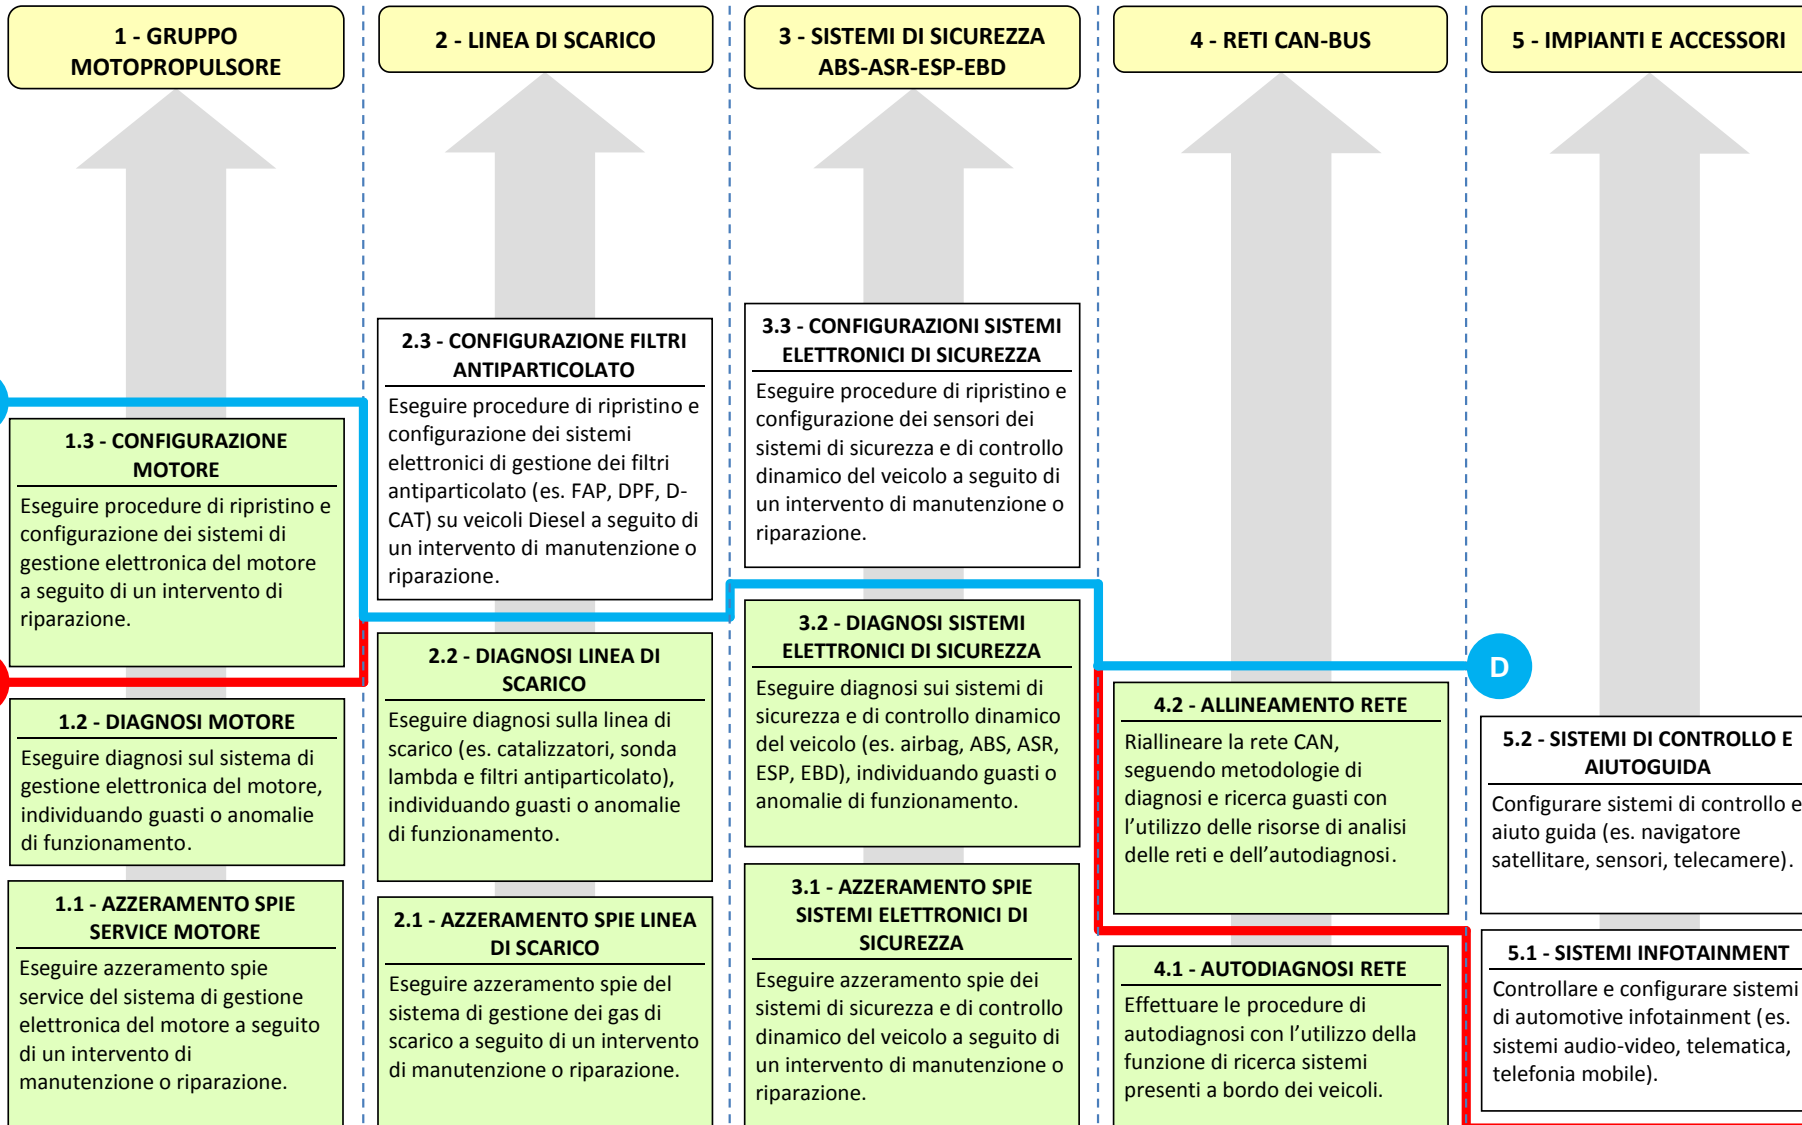 1 - GRUPPO
MOTOPROPULSORE
2 - LINEA DI SCARICO
3 - SISTEMI DI SICUREZZA
ABS-ASR-ESP-EBD
4 - RETI CAN-BUS
5 - IMPIANTI E ACCESSORI
1.3 - CONFIGURAZIONE
MOTORE
Eseguire procedure di ripristino e
configurazione dei sistemi di
gestione elettronica del motore
a seguito di un intervento di
riparazione.
1.2 - DIAGNOSI MOTORE
Eseguire diagnosi sul sistema di
gestione elettronica del motore,
individuando guasti o anomalie
di funzionamento.
1.1 - AZZERAMENTO SPIE
SERVICE MOTORE
Eseguire azzeramento spie
service del sistema di gestione
elettronica del motore a seguito
di un intervento di
manutenzione o riparazione.
2.3 - CONFIGURAZIONE FILTRI
ANTIPARTICOLATO
Eseguire procedure di ripristino e
configurazione dei sistemi
elettronici di gestione dei filtri
antiparticolato (es. FAP, DPF, D-
CAT) su veicoli Diesel a seguito di
un intervento di manutenzione o
riparazione.
2.2 - DIAGNOSI LINEA DI
SCARICO
Eseguire diagnosi sulla linea di
scarico (es. catalizzatori, sonda
lambda e filtri antiparticolato),
individuando guasti o anomalie
di funzionamento.
2.1 - AZZERAMENTO SPIE LINEA
DI SCARICO
Eseguire azzeramento spie del
sistema di gestione dei gas di
scarico a seguito di un intervento
di manutenzione o riparazione.
3.3 - CONFIGURAZIONI SISTEMI
ELETTRONICI DI SICUREZZA
Eseguire procedure di ripristino e
configurazione dei sensori dei
sistemi di sicurezza e di controllo
dinamico del veicolo a seguito di
un intervento di manutenzione o
riparazione.
3.2 - DIAGNOSI SISTEMI
ELETTRONICI DI SICUREZZA
Eseguire diagnosi sui sistemi di
sicurezza e di controllo dinamico
del veicolo (es. airbag, ABS, ASR,
ESP, EBD), individuando guasti o
anomalie di funzionamento.
3.1 - AZZERAMENTO SPIE
SISTEMI ELETTRONICI DI
SICUREZZA
Eseguire azzeramento spie dei
sistemi di sicurezza e di controllo
dinamico del veicolo a seguito di
un intervento di manutenzione o
riparazione.
4.2 - ALLINEAMENTO RETE
Riallineare la rete CAN,
seguendo metodologie di
diagnosi e ricerca guasti con
l’utilizzo delle risorse di analisi
delle reti e dell’autodiagnosi.
4.1 - AUTODIAGNOSI RETE
Effettuare le procedure di
autodiagnosi con l’utilizzo della
funzione di ricerca sistemi
presenti a bordo dei veicoli.
D
5.2 - SISTEMI DI CONTROLLO E
AIUTOGUIDA
Configurare sistemi di controllo e
aiuto guida (es. navigatore
satellitare, sensori, telecamere).
5.1 - SISTEMI INFOTAINMENT
Controllare e configurare sistemi
di automotive infotainment (es.
sistemi audio-video, telematica,
telefonia mobile).